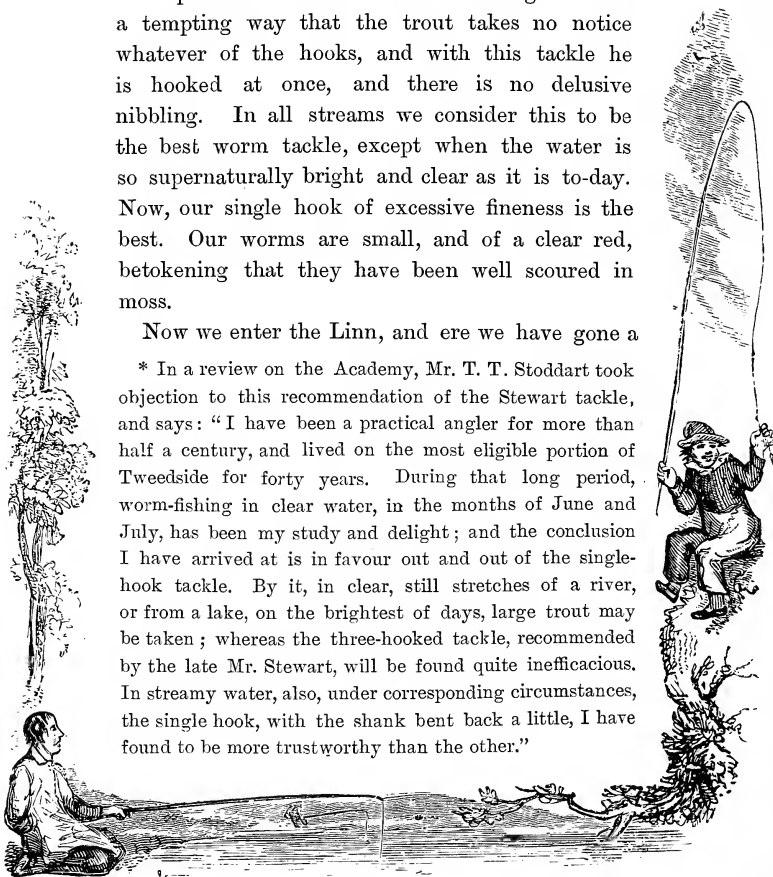 a tempting way that the trout takes no notice
whatever of the hooks, and with this tackle he
is hooked at once, and there is no delusive
nibbling. In all streams we consider this to be
the best worm tackle, except when the water is
so supernaturally bright and clear as it is to-day.
Now, our single hook of excessive fineness is the
best. Our worms are small, and of a clear red,
betokening that they have been well scoured in
moss.
Now we enter the Linn, and ere we have gone a
* In a review on the Academy, Mr. T. T. Stoddart took
objection to this recommendation of the Stewart tackle,
and says: “I have been a practical angler for more than
half a century, and lived on the most eligible portion of
Tweedside for forty years. During that long period,
worm-fishing in clear water, in the months of June and
July, has been my study and delight; and the conclusion
I have arrived at is in favour out and out of the single-
hook tackle. By it, in clear, still stretches of a river,
or from a lake, on the brightest of days, large trout may
be taken; whereas the three-hooked tackle, recommended
by the late Mr. Stewart, will be found quite inefficacious.
In streamy water, also, under corresponding circumstances,
the single hook, with the shank bent back a little, I have
found to be more trustworthy than the other.”